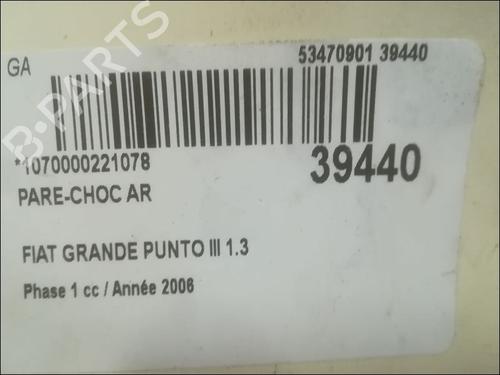 GA
53470901 39440
*1070000221078
39440
PARE-CHOC AR
FIAT GRANDE PUNTO III 1.3
Phase 1 cc / Année 2006
B-PARTS